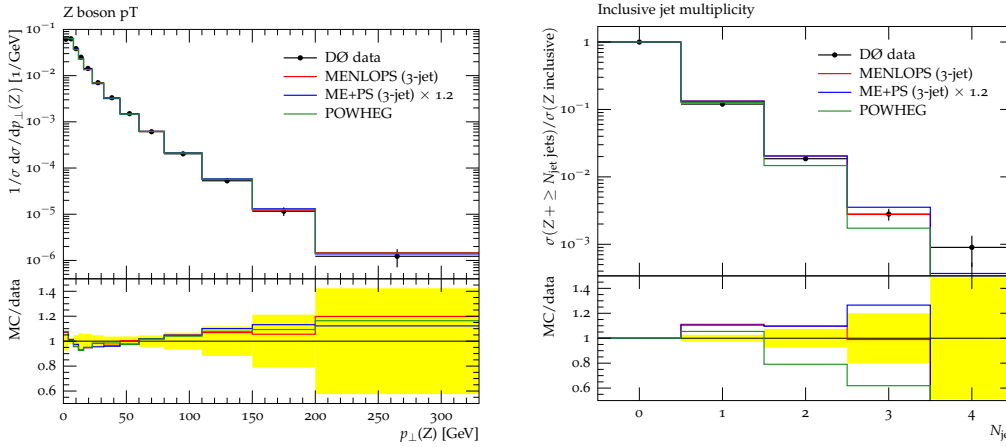 Z boson pT
1/σ dσ/dp⊥(Z) [1/GeV]
10⁻¹
10⁻²
10⁻³
10⁻⁴
10⁻⁵
10⁻⁶
DØ data
MENLOPS (3-jet)
ME+PS (3-jet) × 1.2
POWHEG
MC/data
1.4
1.2
1
0.8
0.6
0 50 100 150 200 250 300
p⊥(Z) [GeV]
Inclusive jet multiplicity
σ(Z + ≥ Njet jets)/σ(Z inclusive)
1
10⁻¹
10⁻²
10⁻³
DØ data
MENLOPS (3-jet)
ME+PS (3-jet) × 1.2
POWHEG
MC/data
1.4
1.2
1
0.8
0.6
0 1 2 3 4
Nje